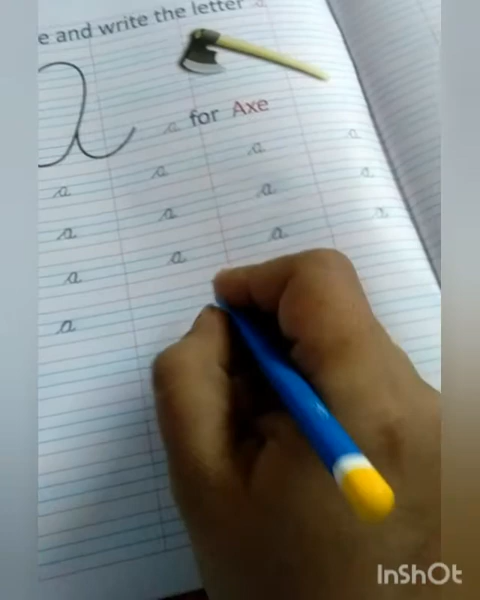 e and write the letter a
a
a for Axe
a a a a
a a a a
a a a a
a a a
a
InShOt